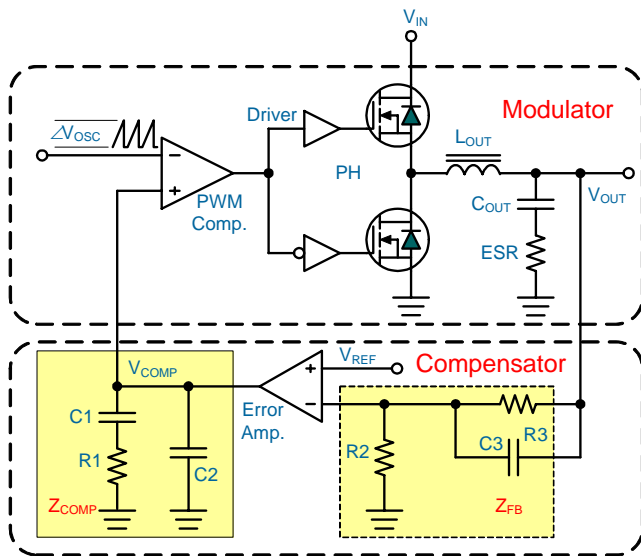 VIN
Driver
Modulator
∠VOSC
LOUT
PH
PWM
Comp.
COUT
VOUT
ESR
VREF
Compensator
VCOMP
C1
Error
Amp.
R1
C2
R2
C3
R3
ZCOMP
ZFB